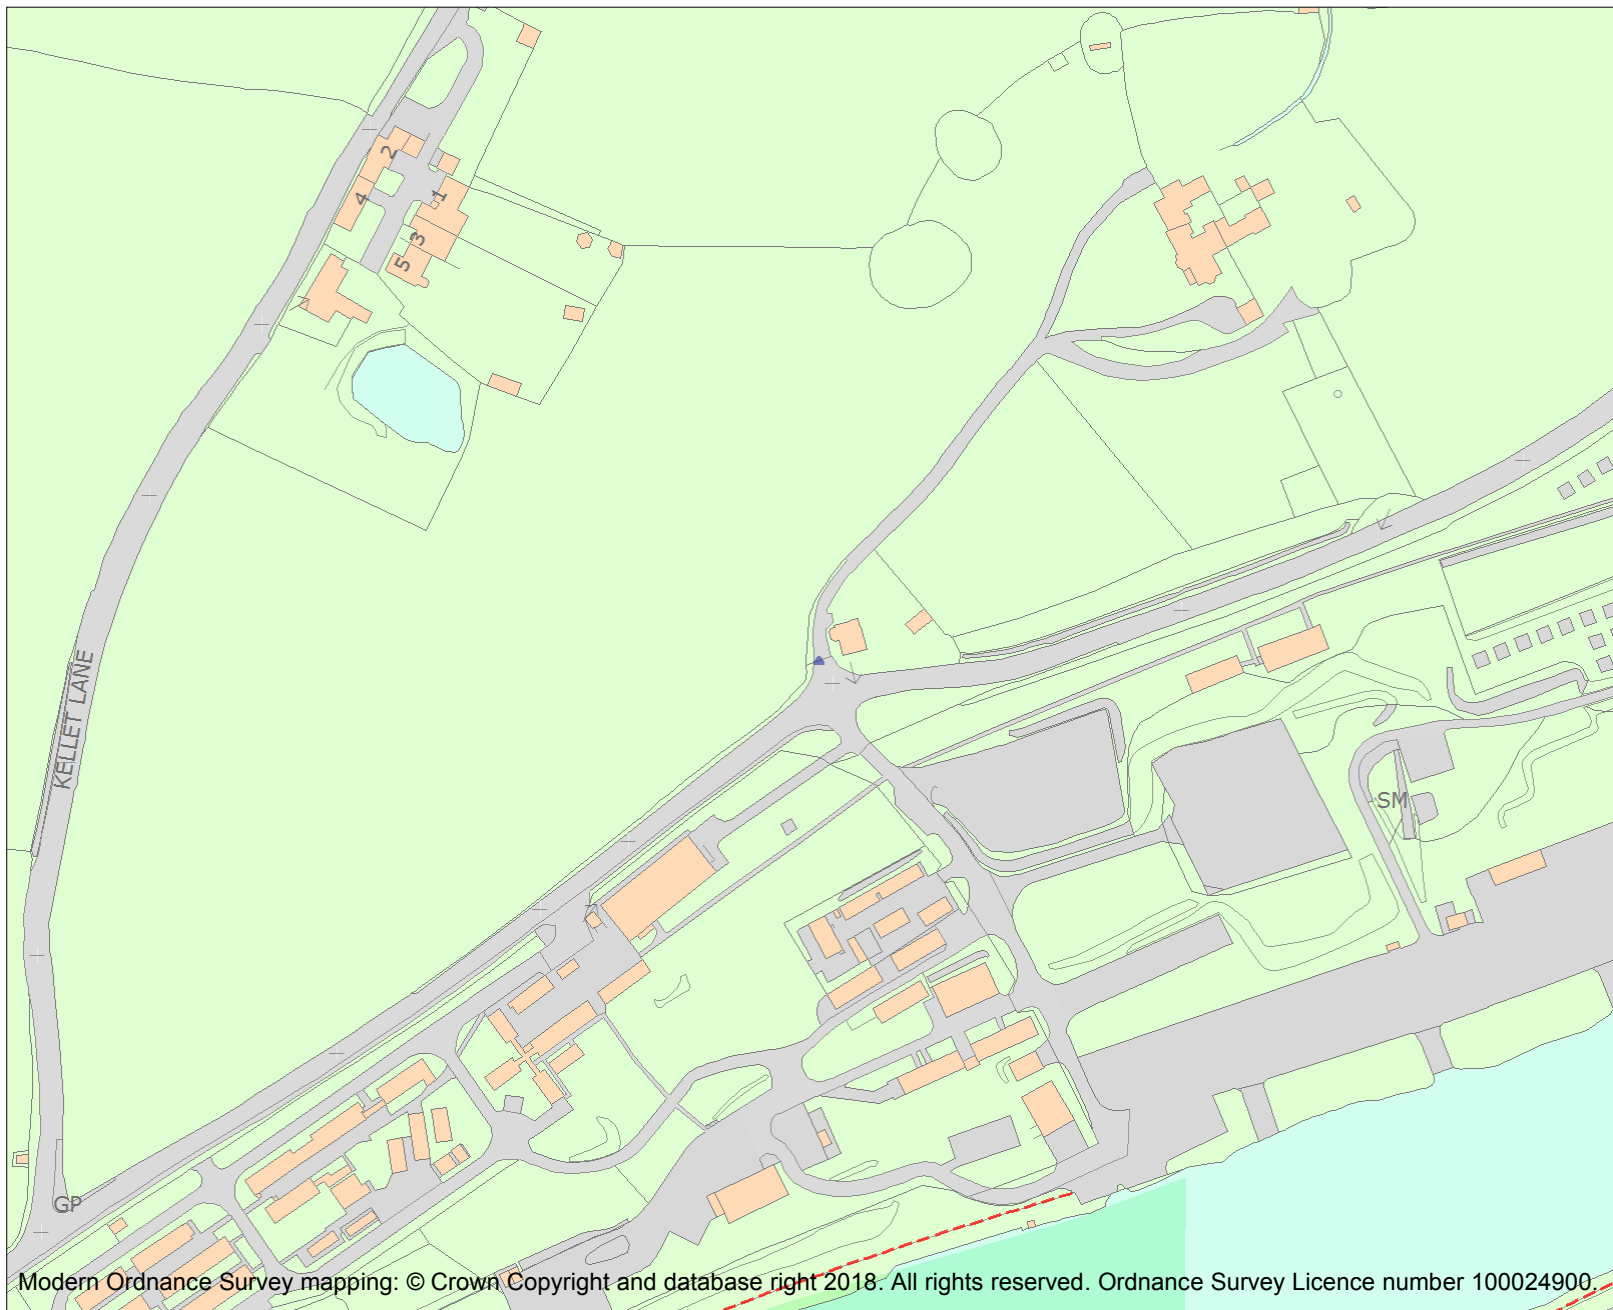 2
4
1
3
5
KELLET LANE
SM
GP
Modern Ordnance Survey mapping: © Crown Copyright and database right 2018. All rights reserved. Ordnance Survey Licence number 100024900.